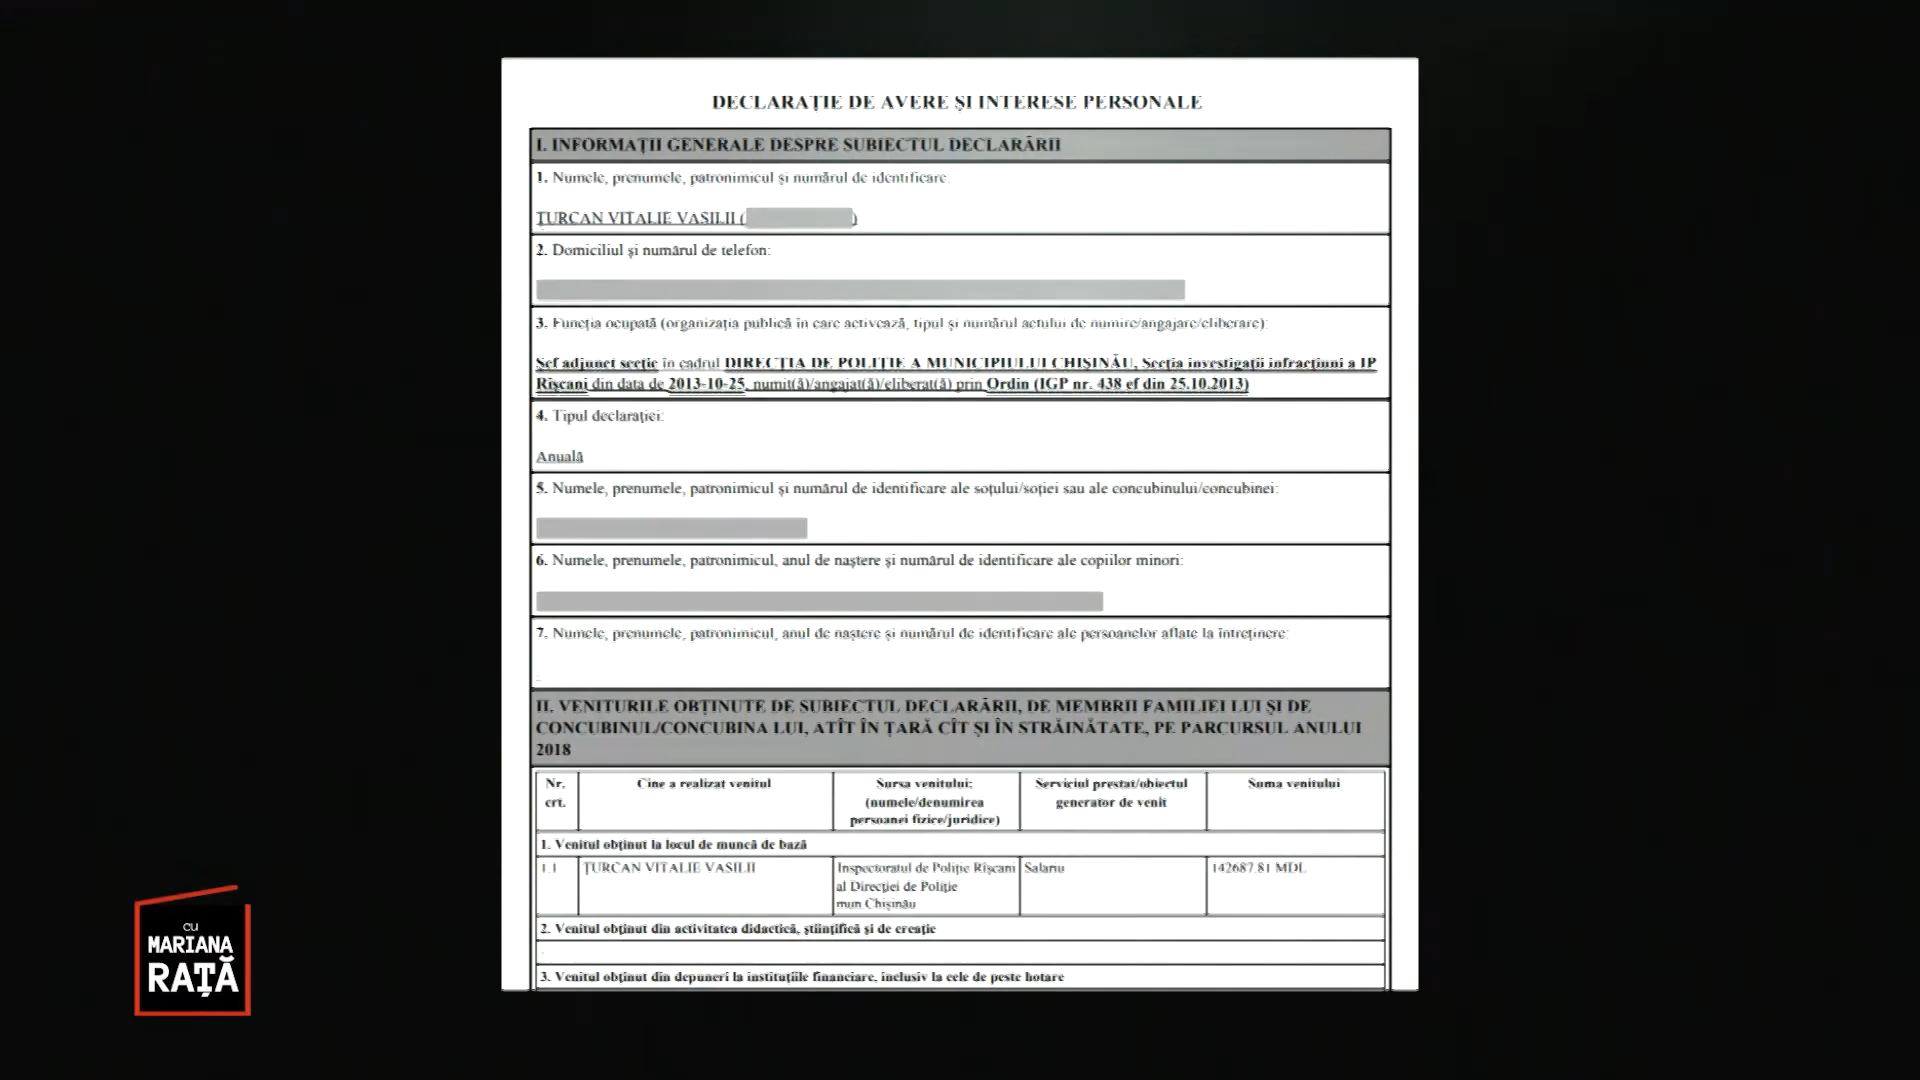 DECLARAȚIE DE AVERE ȘI INTERESE PERSONALE
I. INFORMAȚII GENERALE DESPRE SUBIECTUL DECLARĂRII
1. Numele, prenumele, patronimicul și numărul de identificare:
ȚURCAN VITALIE VASILII ( )
2. Domiciliul și numărul de telefon:
3. Funcția ocupată (organizația publică în care activează, tipul și numărul actului de numire/angajare/eliberare):
Șef adjunct secție în cadrul DIRECȚIA DE POLIȚIE A MUNICIPIULUI CHIȘINĂU, Secția investigații infracțiuni a IP
Rîșcani din data de 2013-10-25, numit(ă)/angajat(ă)/eliberat(ă) prin Ordin (IGP nr. 438 ef din 25.10.2013)
4. Tipul declarației:
Anuală
5. Numele, prenumele, patronimicul și numărul de identificare ale soțului/soției sau ale concubinului/concubinei:
6. Numele, prenumele, patronimicul, anul de naștere și numărul de identificare ale copiilor minori:
7. Numele, prenumele, patronimicul, anul de naștere și numărul de identificare ale persoanelor aflate la întreținere:
II. VENITURILE OBȚINUTE DE SUBIECTUL DECLARĂRII, DE MEMBRII FAMILIEI LUI ȘI DE
CONCUBINUL/CONCUBINA LUI, ATÎT ÎN ȚARĂ CÎT ȘI ÎN STRĂINĂTATE, PE PARCURSUL ANULUI
2018
Nr. crt.
Cine a realizat venitul
Sursa venitului:
(numele/denumirea
persoanei fizice/juridice)
Serviciul prestat/obiectul
generator de venit
Suma venitului
1. Venitul obținut la locul de muncă de bază
1.1 ȚURCAN VITALIE VASILII
Inspectoratul de Poliție Rîșcani
al Direcției de Poliție
mun Chișinău
Salariu
142687.81 MDL
2. Venitul obținut din activitatea didactică, științifică și de creație
3. Venitul obținut din depuneri la instituțiile financiare, inclusiv la cele de peste hotare
cu
MARIANA
RAȚĂ